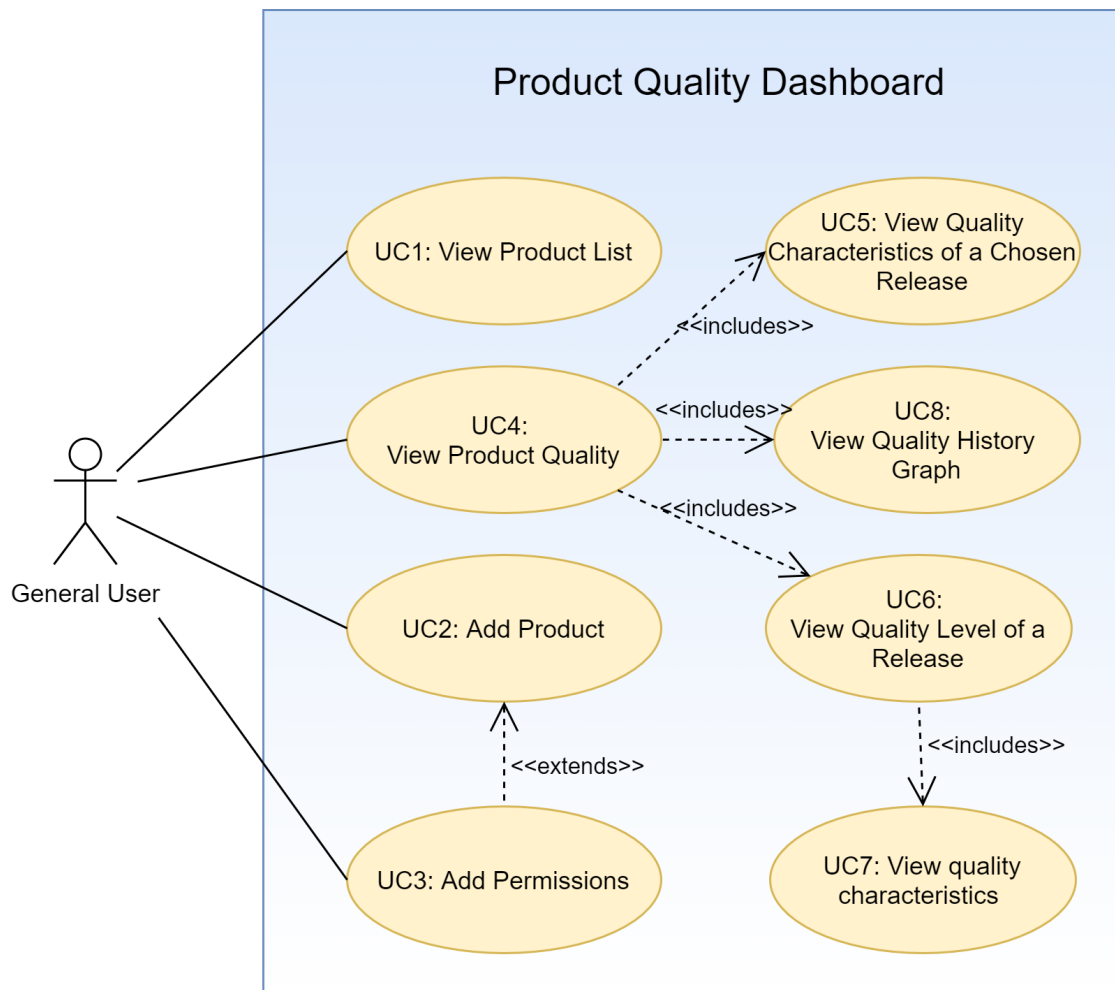 Product Quality Dashboard
UC1: View Product List
UC5: View Quality
Characteristics of a Chosen
Release
<<includes>>
UC4:
View Product Quality
<<includes>>
UC8:
View Quality History
Graph
<<includes>>
General User
UC2: Add Product
UC6:
View Quality Level of a
Release
<<extends>>
<<includes>>
UC3: Add Permissions
UC7: View quality
characteristics